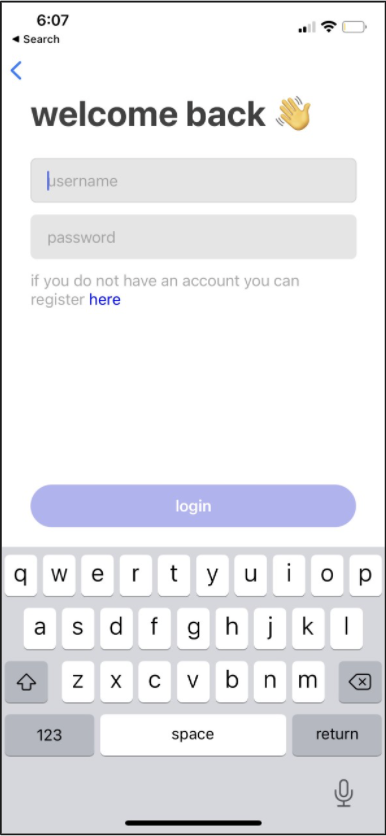 6:07
◀ Search
welcome back 👋
username
password
if you do not have an account you can
register here
login
q w e r t y u i o p
a s d f g h j k l
z x c v b n m
123 space return